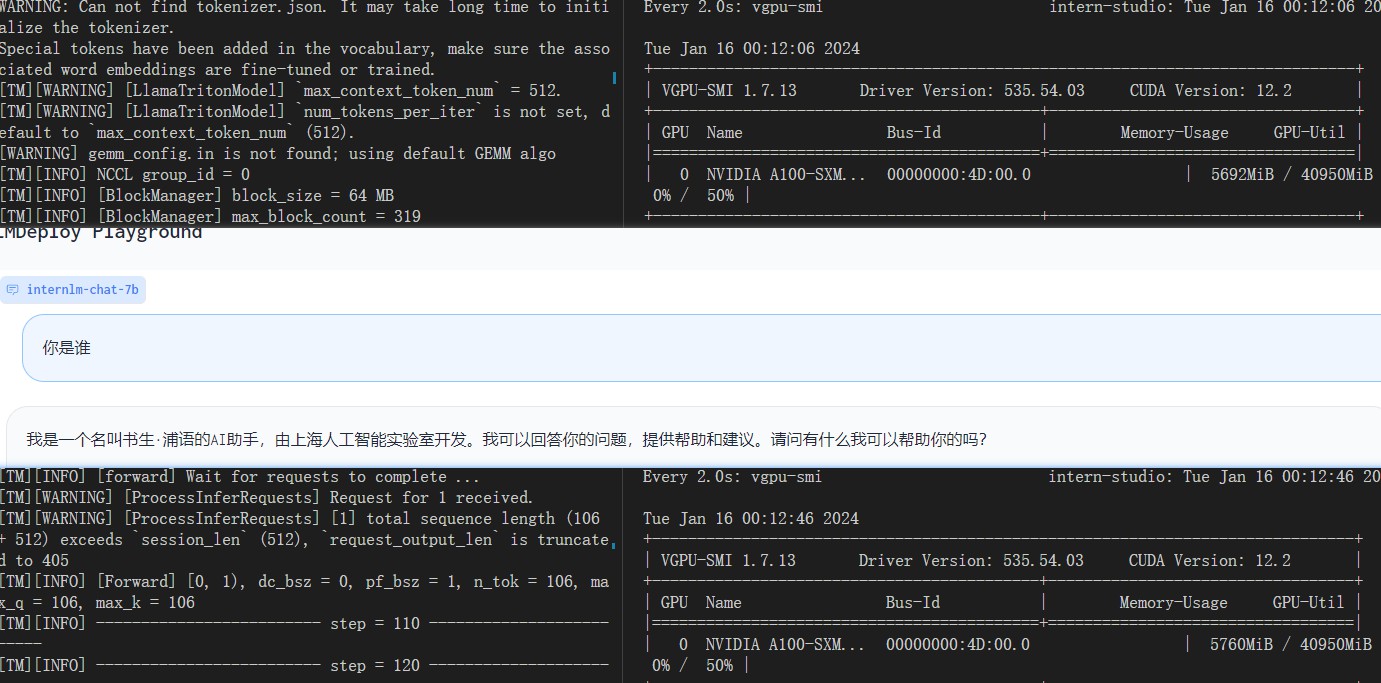 WARNING: Can not find tokenizer.json. It may take long time to initi
alize the tokenizer.
Special tokens have been added in the vocabulary, make sure the asso
ciated word embeddings are fine-tuned or trained.
[TM][WARNING] [LlamaTritonModel] `max_context_token_num` = 512.
[TM][WARNING] [LlamaTritonModel] `num_tokens_per_iter` is not set, d
efault to `max_context_token_num` (512).
[WARNING] gemm_config.in is not found; using default GEMM algo
[TM][INFO] NCCL group_id = 0
[TM][INFO] [BlockManager] block_size = 64 MB
[TM][INFO] [BlockManager] max_block_count = 319
Every 2.0s: vgpu-smi intern-studio: Tue Jan 16 00:12:06 20
Tue Jan 16 00:12:06 2024
VGPU-SMI 1.7.13 Driver Version: 535.54.03 CUDA Version: 12.2
GPU Name Bus-Id | Memory-Usage GPU-Util |
0 NVIDIA A100-SXM... 00000000:4D:00.0 | 5692MiB / 40950MiB
0% / 50% |
LMDeploy Playground
internlm-chat-7b
你是谁
我是一个名叫书生·浦语的AI助手，由上海人工智能实验室开发。我可以回答你的问题，提供帮助和建议。请问有什么我可以帮助你的吗?
[TM][INFO] [forward] Wait for requests to complete ...
[TM][WARNING] [ProcessInferRequests] Request for 1 received.
[TM][WARNING] [ProcessInferRequests] [1] total sequence length (106
+ 512) exceeds `session_len` (512), `request_output_len` is truncate
d to 405
[TM][INFO] [Forward] [0, 1), dc_bsz = 0, pf_bsz = 1, n_tok = 106, ma
x_q = 106, max_k = 106
[TM][INFO] ------------------------- step = 110 --------------------
-----
[TM][INFO] ------------------------- step = 120 --------------------
Every 2.0s: vgpu-smi intern-studio: Tue Jan 16 00:12:46 20
Tue Jan 16 00:12:46 2024
VGPU-SMI 1.7.13 Driver Version: 535.54.03 CUDA Version: 12.2
GPU Name Bus-Id | Memory-Usage GPU-Util |
0 NVIDIA A100-SXM... 00000000:4D:00.0 | 5760MiB / 40950MiB
0% / 50% |